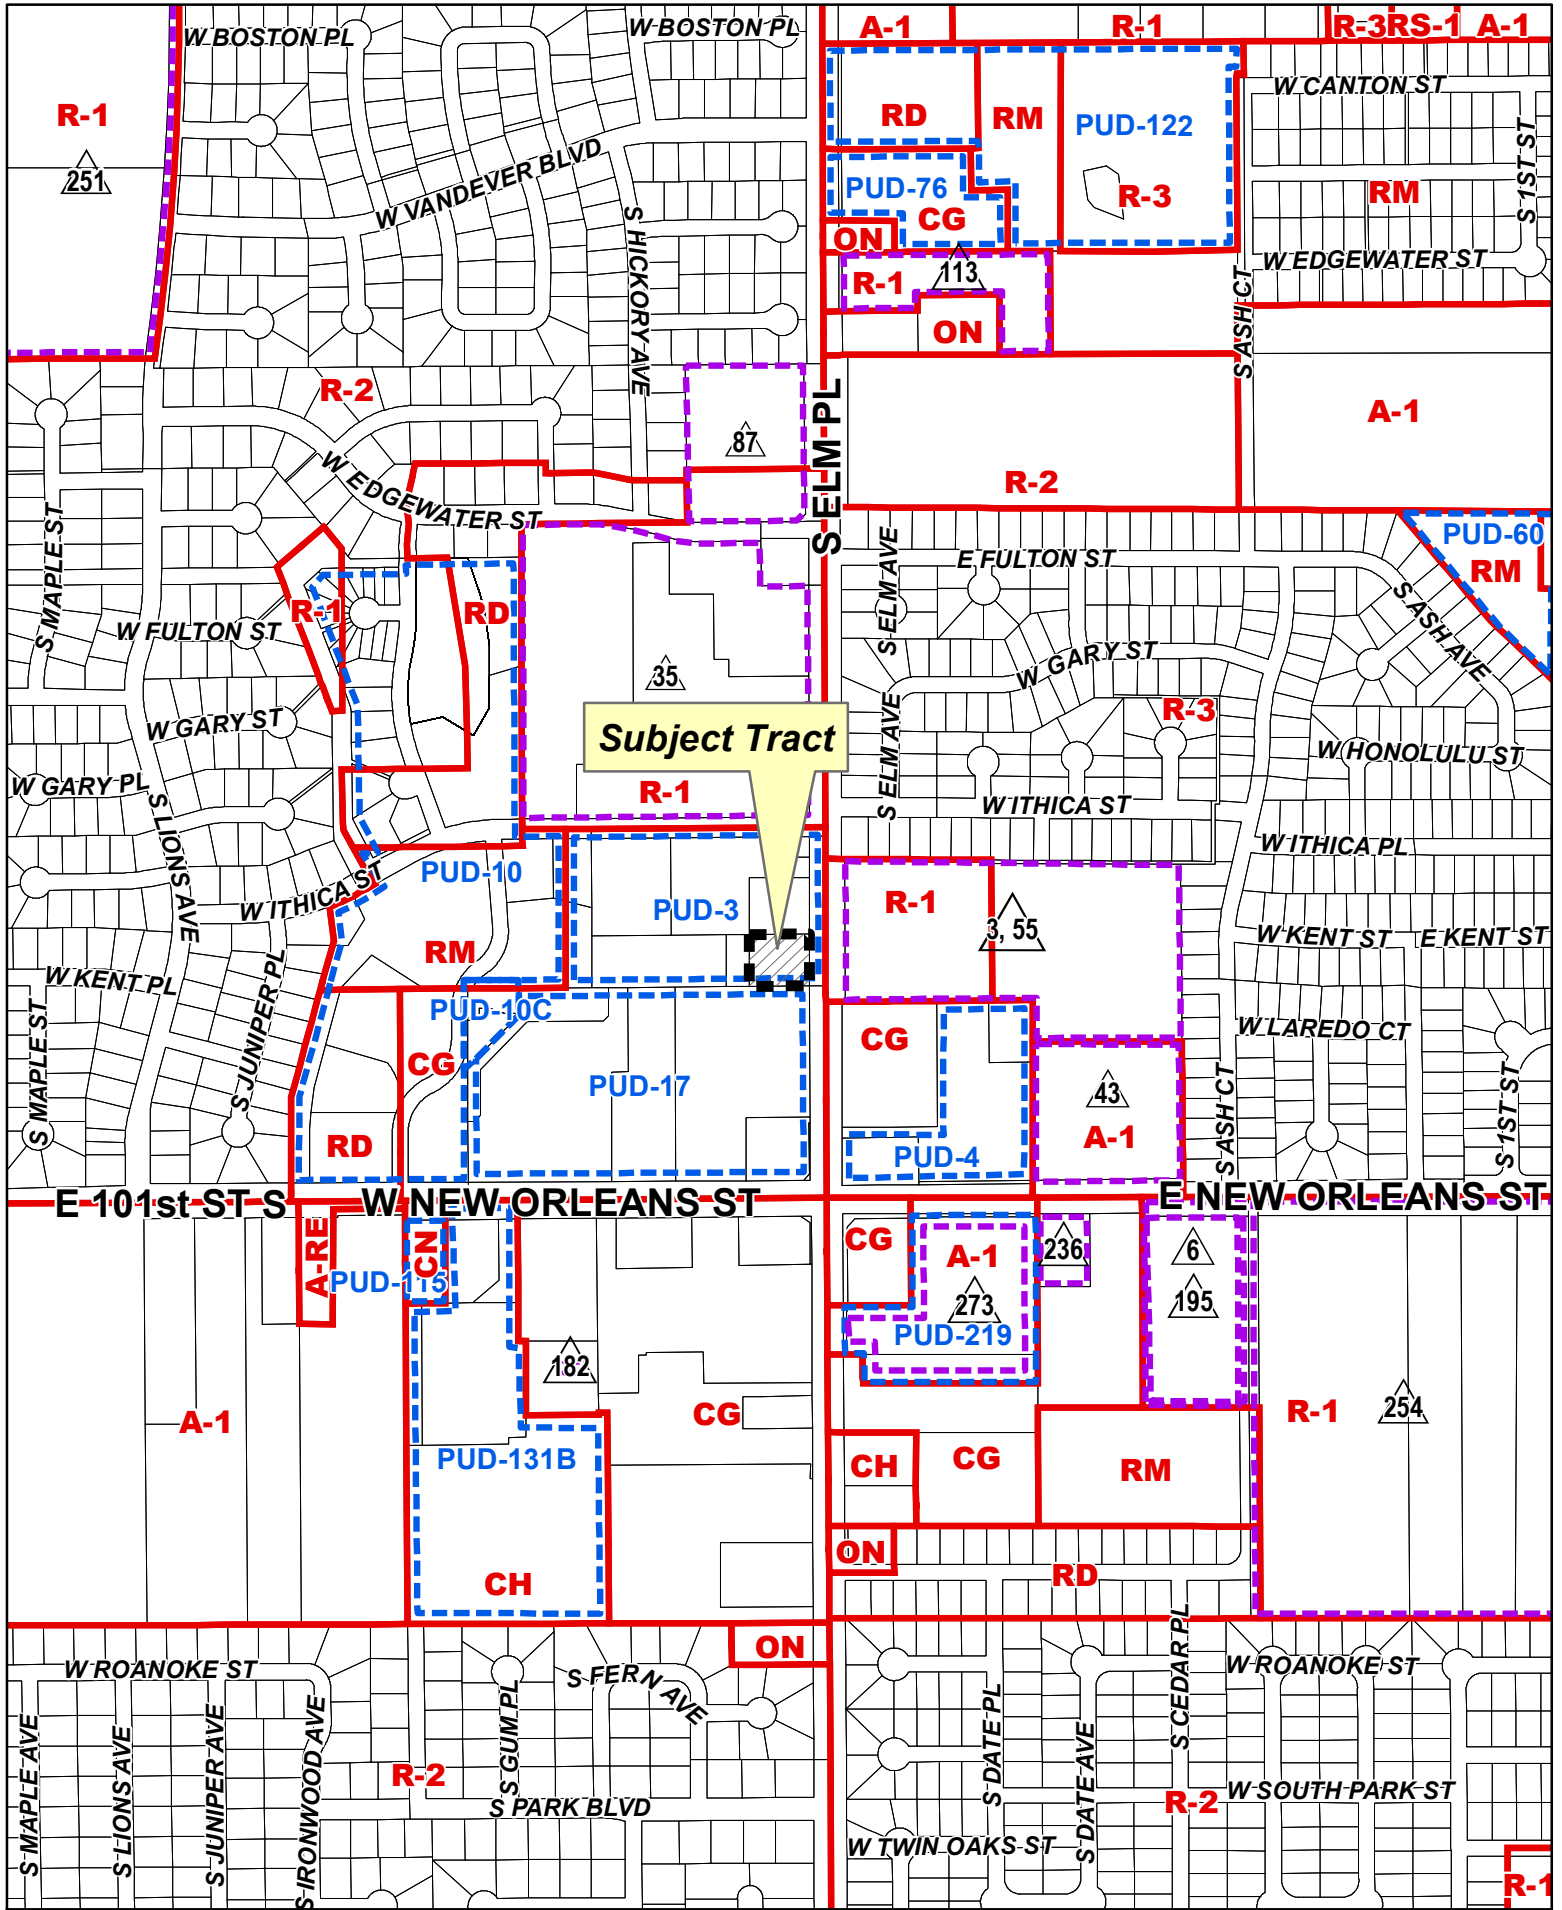 W BOSTON PL
W BOSTON PL
A-1
R-1
R-3
RS-1
A-1
R-1
251
W VANDEVER BLVD
S HICKORY AVE
RD
RM
PUD-122
W CANTON ST
S 1ST ST
PUD-76
CG
R-3
RM
ON
R-1
113
ON
W EDGEWATER ST
S ASH CT
R-2
87
S ELM PL
A-1
R-2
W EDGEWATER ST
S MAPLE ST
S ELM AVE
E FULTON ST
PUD-60
RM
S ASH AVE
R-1
RD
W FULTON ST
35
W GARY ST
W GARY ST
R-3
Subject Tract
W HONOLULU ST
W GARY PL
S LIONS AVE
R-1
S ELM AVE
W ITHICA ST
W ITHICA PL
PUD-10
W ITHICA ST
PUD-3
R-1
3, 55
W KENT ST
E KENT ST
RM
W KENT PL
S JUNIPER PL
S MAPLE ST
PUD-10C
CG
CG
W LAREDO CT
PUD-17
43
A-1
S ASH CT
S 1ST ST
RD
PUD-4
E 101st ST S
W NEW ORLEANS ST
E NEW ORLEANS ST
A-RE
CN
PUD-115
CG
A-1
236
6
273
195
PUD-219
182
A-1
CG
R-1
254
PUD-131B
CH
CG
RM
CH
ON
RD
ON
W ROANOKE ST
S FERN AVE
S CEDAR PL
W ROANOKE ST
S MAPLE AVE
S LIONS AVE
S JUNIPER AVE
S IRONWOOD AVE
S GUM PL
S DATE PL
S DATE AVE
R-2
R-2
W SOUTH PARK ST
S PARK BLVD
W TWIN OAKS ST
R-1